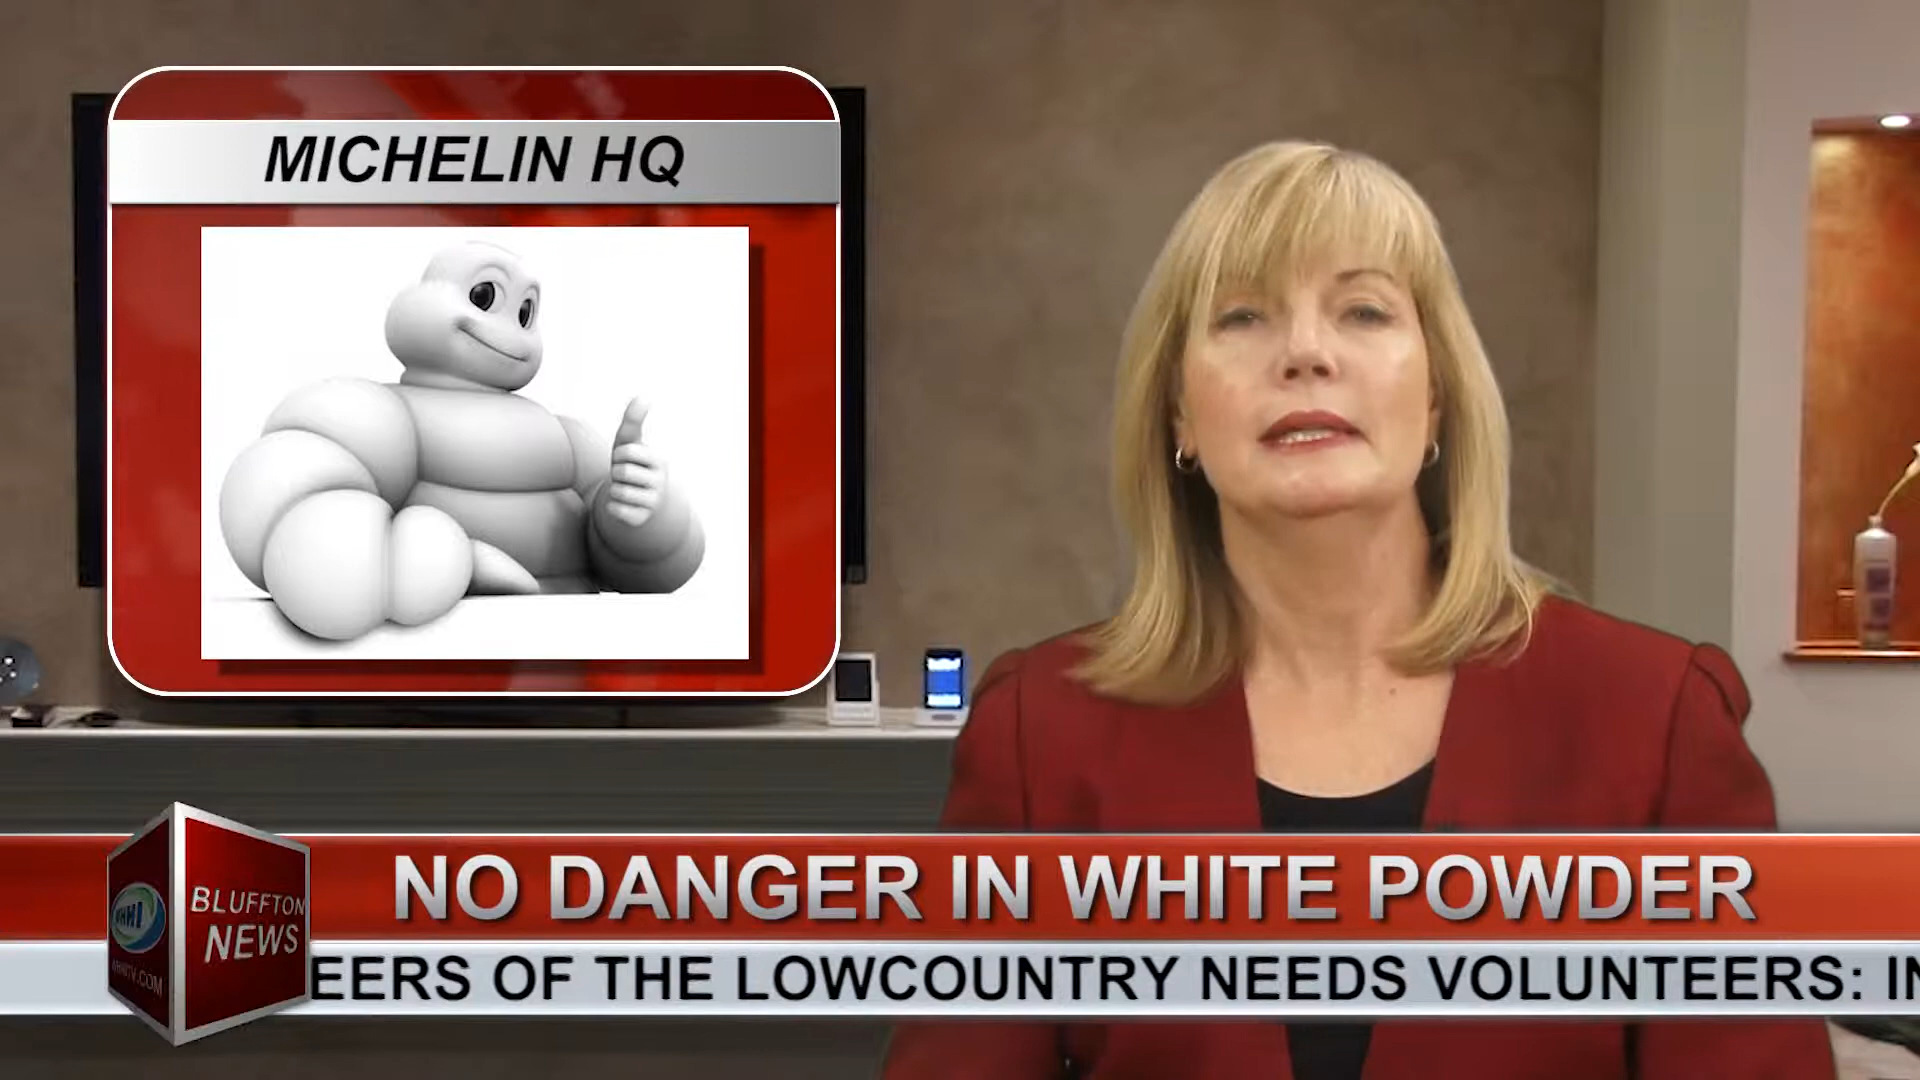 MICHELIN HQ
NO DANGER IN WHITE POWDER
BLUFFTON
NEWS
EERS OF THE LOWCOUNTRY NEEDS VOLUNTEERS: IN